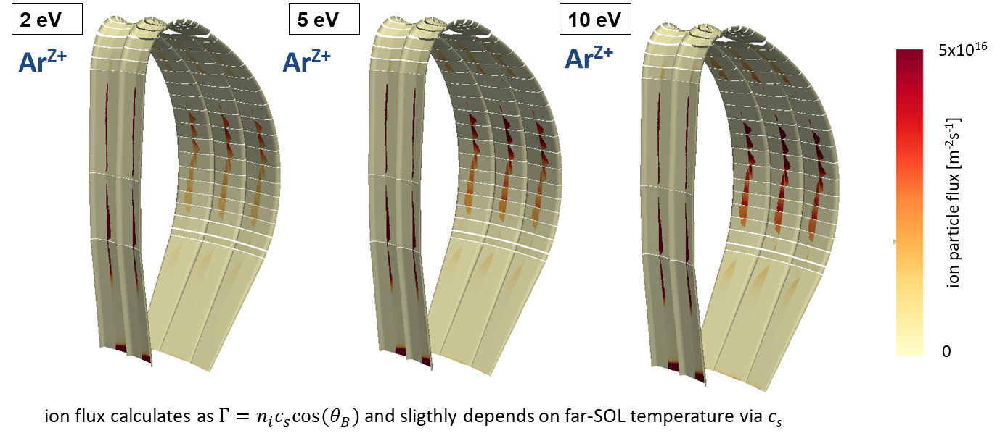 2 eV
Ar^Z+
5 eV
Ar^Z+
10 eV
Ar^Z+
5x10^16
ion particle flux [m^-2s^-1]
0
ion flux calculates as Γ = n_i c_s cos(θ_B) and sligthly depends on far-SOL temperature via c_s